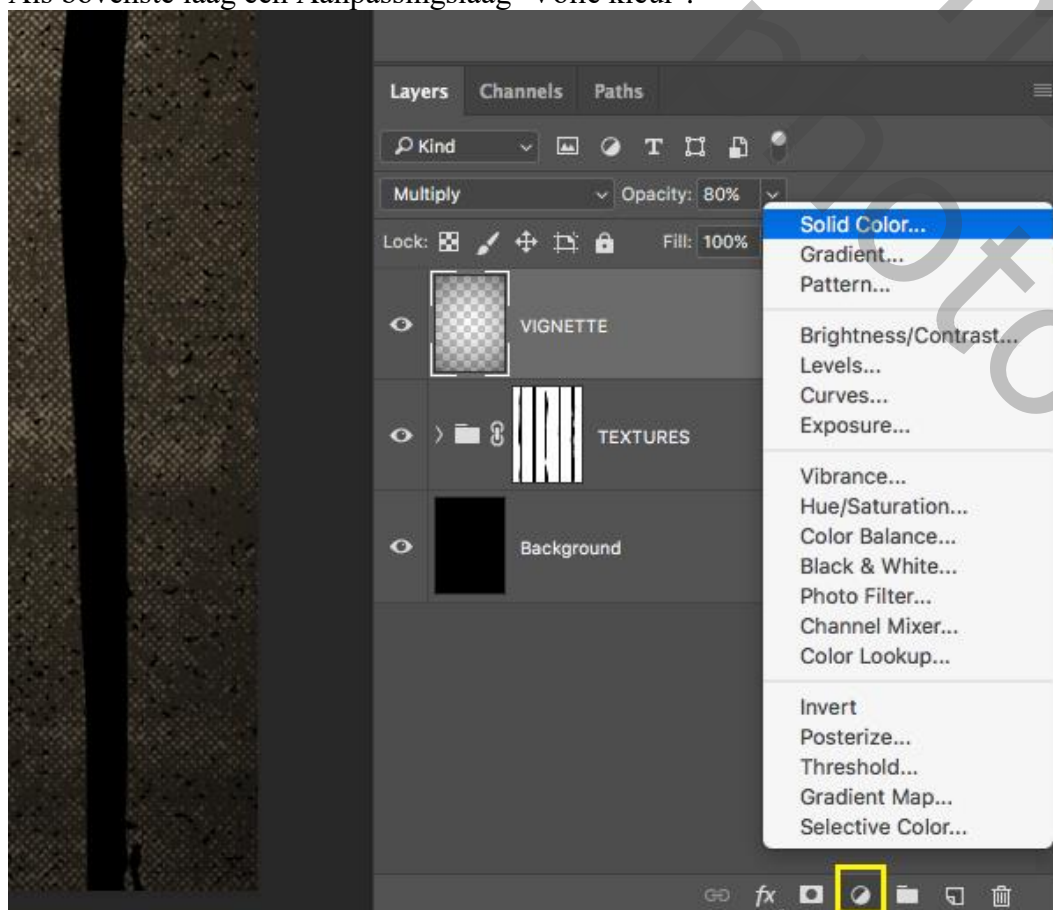 Als bovenste laag een Aanpassingslaag "Volle kleur".
Layers Channels Paths
Kind
Multiply Opacity: 80%
Lock: Fill: 100%
VIGNETTE
TEXTURES
Background
Solid Color...
Gradient...
Pattern...
Brightness/Contrast...
Levels...
Curves...
Exposure...
Vibrance...
Hue/Saturation...
Color Balance...
Black & White...
Photo Filter...
Channel Mixer...
Color Lookup...
Invert
Posterize...
Threshold...
Gradient Map...
Selective Color...
fx